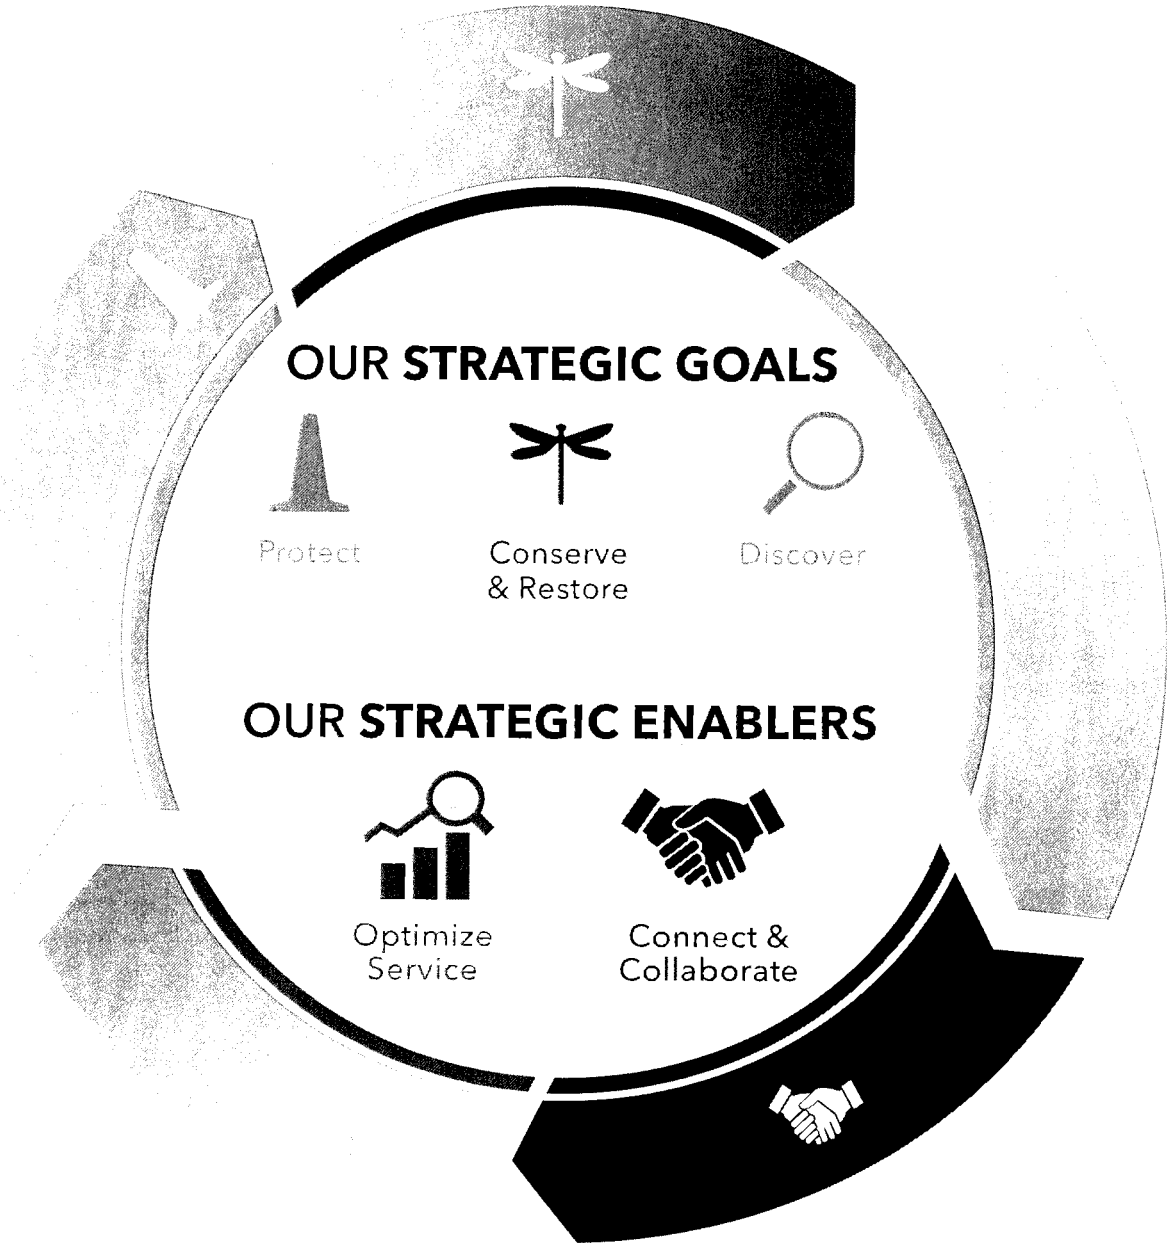 OUR STRATEGIC GOALS
Protect
Conserve
& Restore
Discover
OUR STRATEGIC ENABLERS
Optimize
Service
Connect &
Collaborate